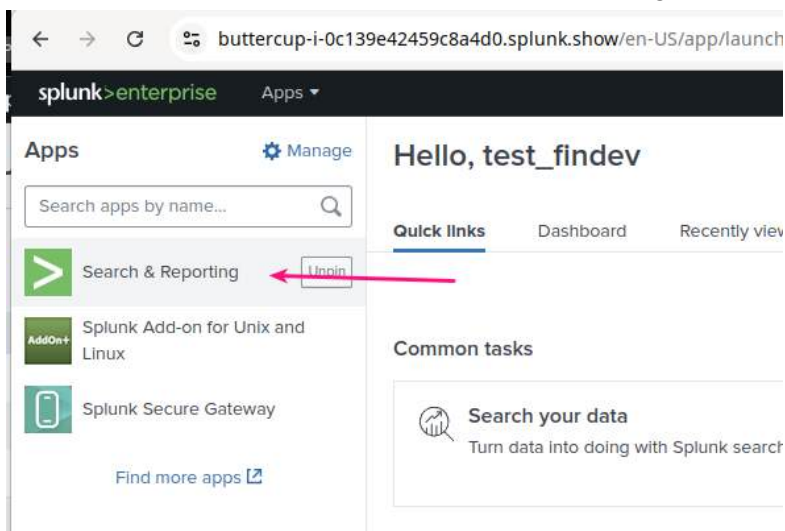 buttercup-i-0c139e42459c8a4d0.splunk.show/en-US/app/launch
splunk>enterprise Apps
Apps Manage
Search apps by name...
Search & Reporting Unpin
AddOn+ Splunk Add-on for Unix and
Linux
Splunk Secure Gateway
Find more apps
Hello, test_findev
Quick links Dashboard Recently view
Common tasks
Search your data
Turn data into doing with Splunk search